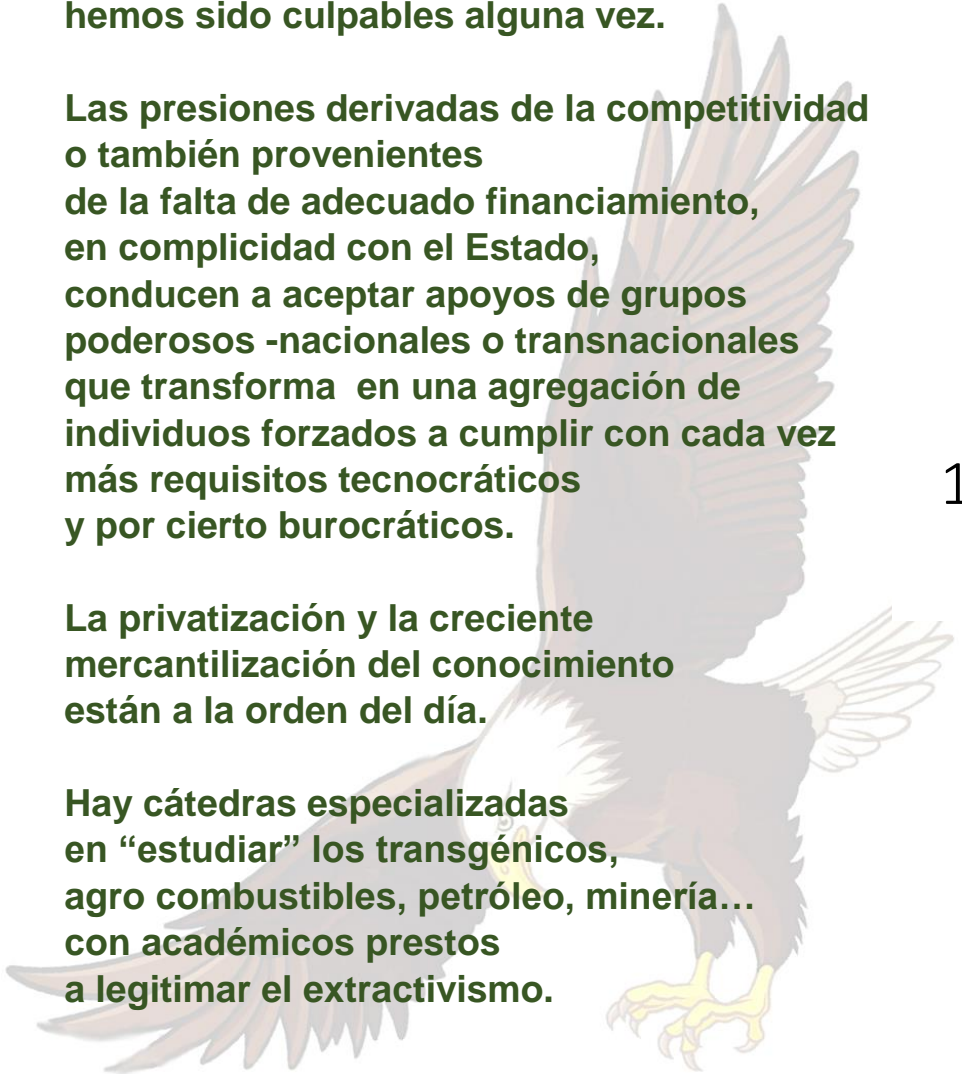 hemos sido culpables alguna vez.
Las presiones derivadas de la competitividad
o también provenientes
de la falta de adecuado financiamiento,
en complicidad con el Estado,
conducen a aceptar apoyos de grupos
poderosos -nacionales o transnacionales
que transforma  en una agregación de
individuos forzados a cumplir con cada vez
más requisitos tecnocráticos
y por cierto burocráticos.
1
La privatización y la creciente
mercantilización del conocimiento
están a la orden del día.
Hay cátedras especializadas
en “estudiar” los transgénicos,
agro combustibles, petróleo, minería…
con académicos prestos
a legitimar el extractivismo.